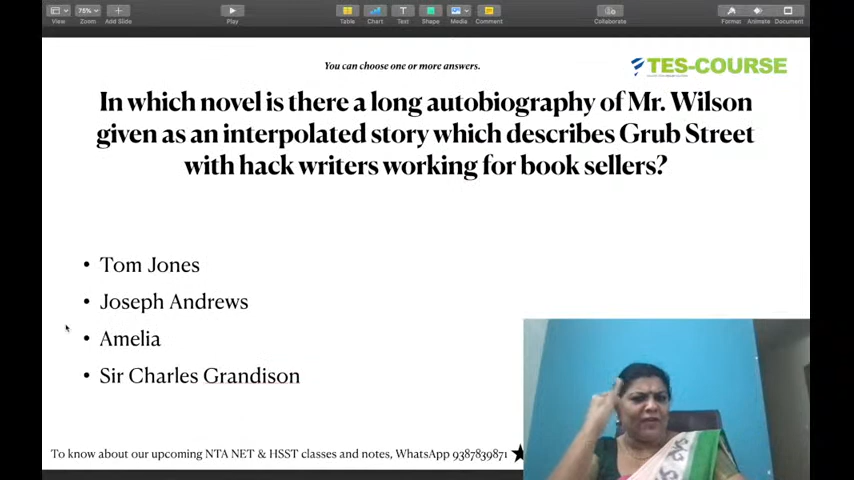 View
Zoom
Add Slide
Play
Table
Chart
Text
Shape
Media
Comment
Collaborate
Format
Animate
Document
75%
You can choose one or more answers.
TES-COURSE
In which novel is there a long autobiography of Mr. Wilson
given as an interpolated story which describes Grub Street
with hack writers working for book sellers?
• Tom Jones
• Joseph Andrews
• Amelia
• Sir Charles Grandison
To know about our upcoming NTA NET & HSST classes and notes, WhatsApp 9387839871